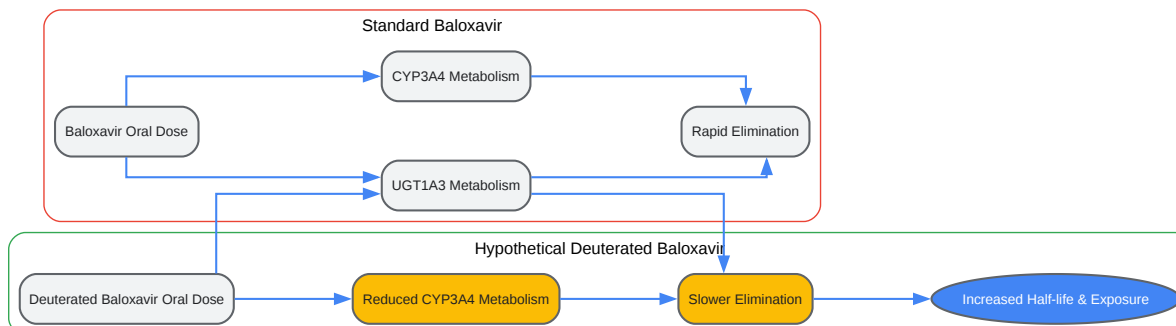 Standard Baloxavir
CYP3A4 Metabolism
Baloxavir Oral Dose
Rapid Elimination
UGT1A3 Metabolism
Hypothetical Deuterated Baloxavir
Deuterated Baloxavir Oral Dose
Reduced CYP3A4 Metabolism
Slower Elimination
Increased Half-life & Exposure